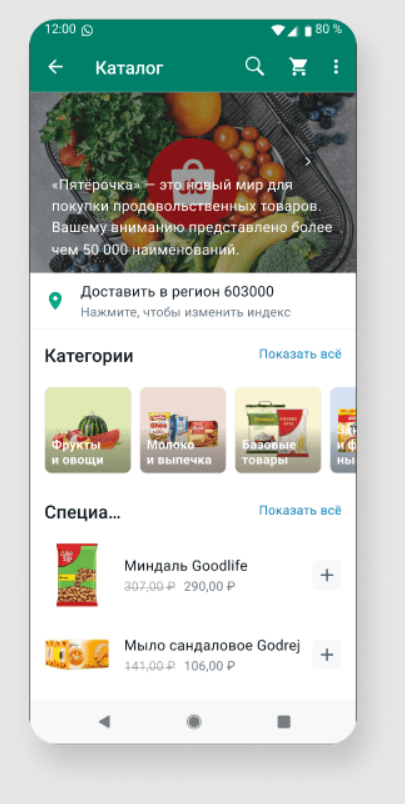 12:00 80 %
Каталог
«Пятёрочка» — это новый мир для
покупки продовольственных товаров.
Вашему вниманию представлено более
чем 50 000 наименований.
Доставить в регион 603000
Нажмите, чтобы изменить индекс
Категории Показать всё
Фрукты
и овощи
Молоко
и выпечка
Базовые
товары
Специа... Показать всё
Миндаль Goodlife
307,00 ₽ 290,00 ₽
Мыло сандаловое Godrej
141,00 ₽ 106,00 ₽